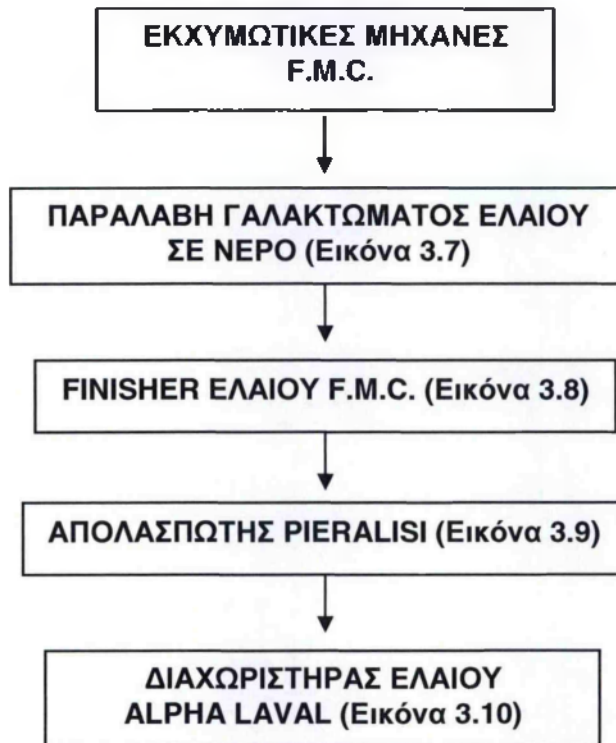 ΕΚΧΥΜΩΤΙΚΕΣ ΜΗΧΑΝΕΣ
F.M.C.
ΠΑΡΑΛΑΒΗ ΓΑΛΑΚΤΩΜΑΤΟΣ ΕΛΑΙΟΥ
ΣΕ ΝΕΡΟ (Εικόνα 3.7)
FINISHER ΕΛΑΙΟΥ F.M.C. (Εικόνα 3.8)
ΑΠΟΛΑΣΠΩΤΗΣ PIERALISI (Εικόνα 3.9)
ΔΙΑΧΩΡΙΣΤΗΡΑΣ ΕΛΑΙΟΥ
ALPHA LAVAL (Εικόνα 3.10)